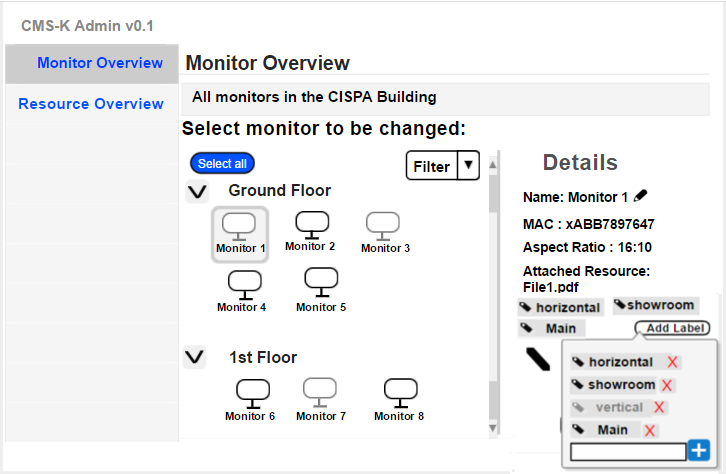 CMS-K Admin v0.1
Monitor Overview
Resource Overview
Monitor Overview
All monitors in the CISPA Building
Select monitor to be changed:
Select all
Filter
Ground Floor
Monitor 1
Monitor 2
Monitor 3
Monitor 4
Monitor 5
1st Floor
Monitor 6
Monitor 7
Monitor 8
Details
Name: Monitor 1
MAC : xABB7897647
Aspect Ratio : 16:10
Attached Resource:
File1.pdf
horizontal
showroom
Main
Add Label
horizontal X
showroom X
vertical X
Main X